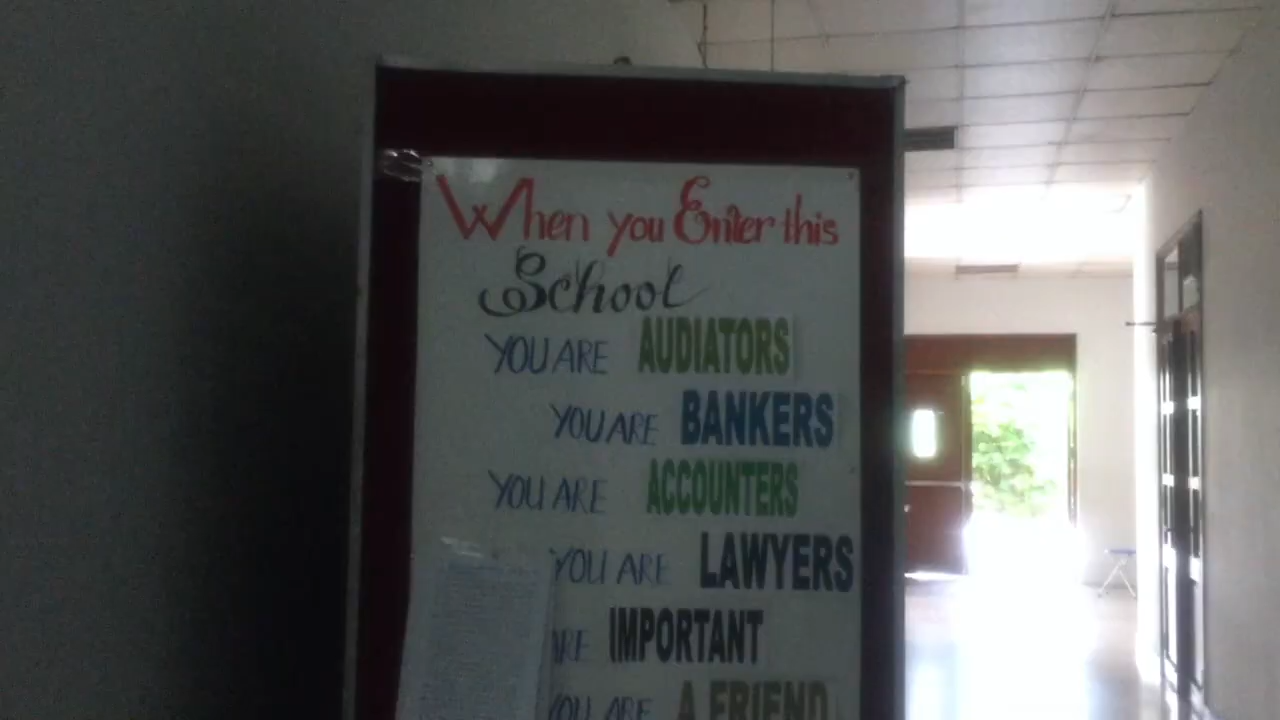 When you Enter this
School
YOU ARE AUDIATORS
YOU ARE BANKERS
YOU ARE ACCOUNTERS
YOU ARE LAWYERS
ARE IMPORTANT
YOU ARE A FRIEND